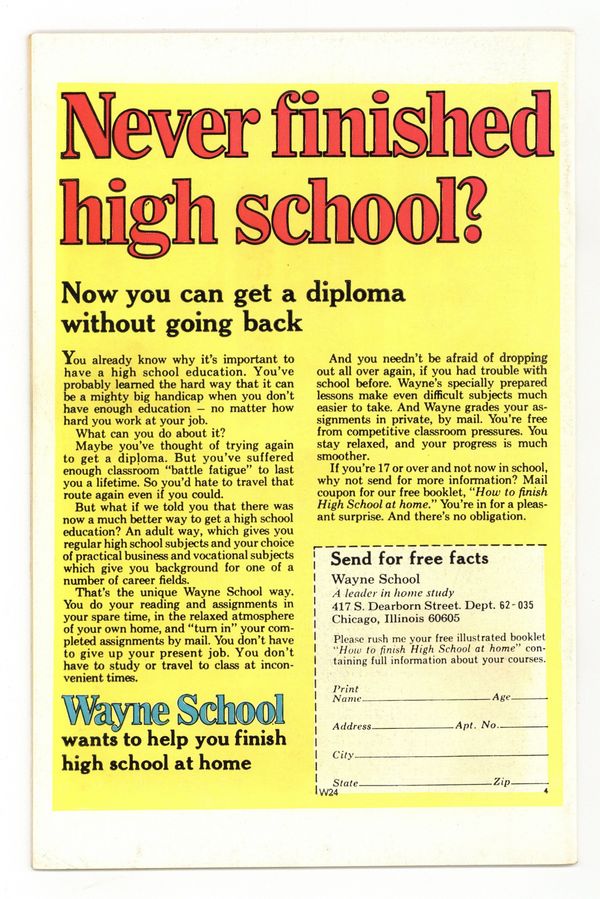 Never finished
high school?
Now you can get a diploma
without going back
You already know why it's important to
have a high school education. You've
probably learned the hard way that it can
be a mighty big handicap when you don't
have enough education — no matter how
hard you work at your job.
What can you do about it?
Maybe you've thought of trying again
to get a diploma. But you've suffered
enough classroom "battle fatigue" to last
you a lifetime. So you'd hate to travel that
route again even if you could.
But what if we told you that there was
now a much better way to get a high school
education? An adult way, which gives you
regular high school subjects and your choice
of practical business and vocational subjects
which give you background for one of a
number of career fields.
That's the unique Wayne School way.
You do your reading and assignments in
your spare time, in the relaxed atmosphere
of your own home, and "turn in" your com-
pleted assignments by mail. You don't have
to give up your present job. You don't
have to study or travel to class at incon-
venient times.
Wayne School
wants to help you finish
high school at home
And you needn't be afraid of dropping
out all over again, if you had trouble with
school before. Wayne's specially prepared
lessons make even difficult subjects much
easier to take. And Wayne grades your as-
signments in private, by mail. You're free
from competitive classroom pressures. You
stay relaxed, and your progress is much
smoother.
If you're 17 or over and not now in school,
why not send for more information? Mail
coupon for our free booklet, "How to finish
High School at home." You're in for a pleas-
ant surprise. And there's no obligation.
Send for free facts
Wayne School
A leader in home study
417 S. Dearborn Street. Dept. 62-035
Chicago, Illinois 60605
Please rush me your free illustrated booklet
"How to finish High School at home" con-
taining full information about your courses.
Print
Name Age
Address Apt. No.
City
State Zip
W24 4